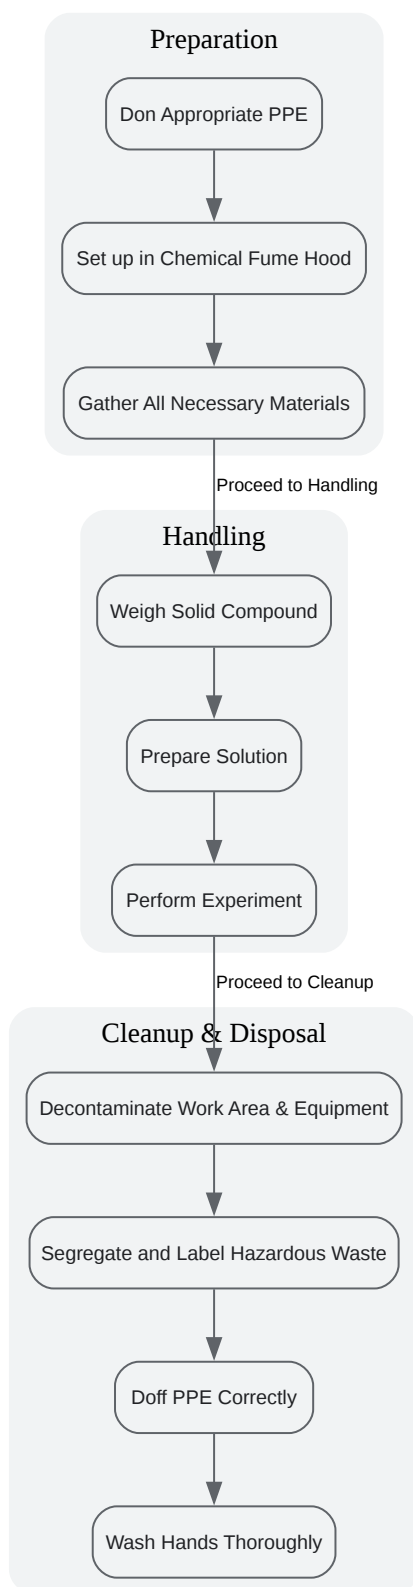 Preparation
Don Appropriate PPE
Set up in Chemical Fume Hood
Gather All Necessary Materials
Proceed to Handling
Handling
Weigh Solid Compound
Prepare Solution
Perform Experiment
Proceed to Cleanup
Cleanup & Disposal
Decontaminate Work Area & Equipment
Segregate and Label Hazardous Waste
Doff PPE Correctly
Wash Hands Thoroughly